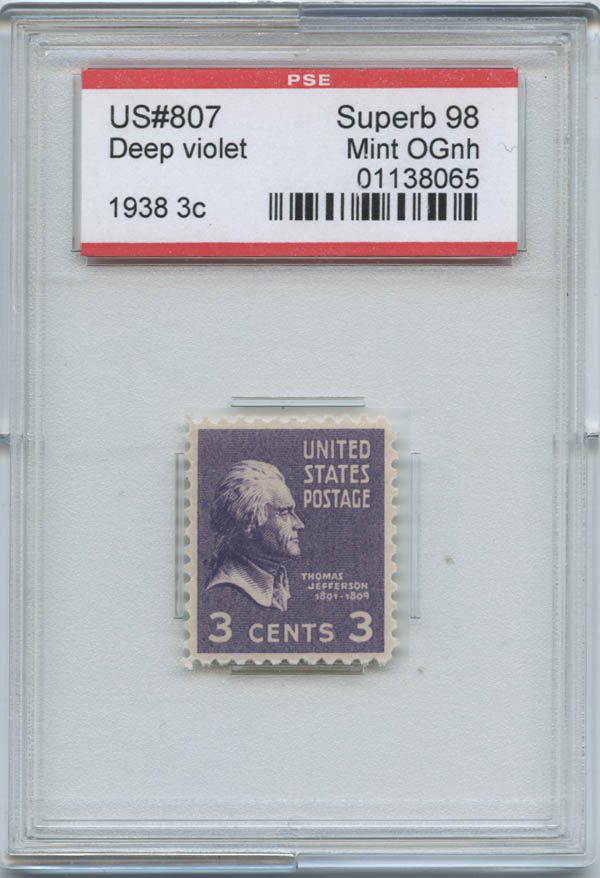 PSE
US#807 Superb 98
Deep violet Mint OGnh
01138065
1938 3c
UNITED
STATES
POSTAGE
THOMAS
JEFFERSON
1801-1809
3 CENTS 3